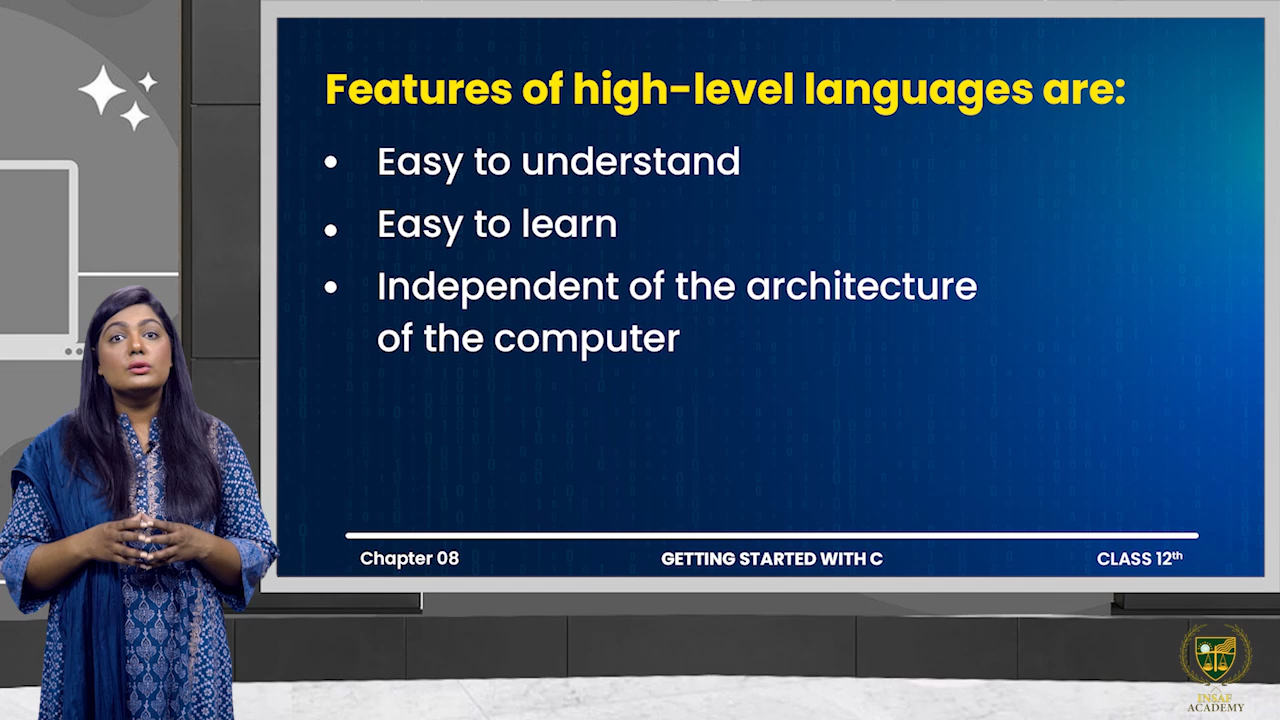 Features of high-level languages are:
• Easy to understand
• Easy to learn
• Independent of the architecture
of the computer
Chapter 08 GETTING STARTED WITH C CLASS 12th
INSAF
ACADEMY